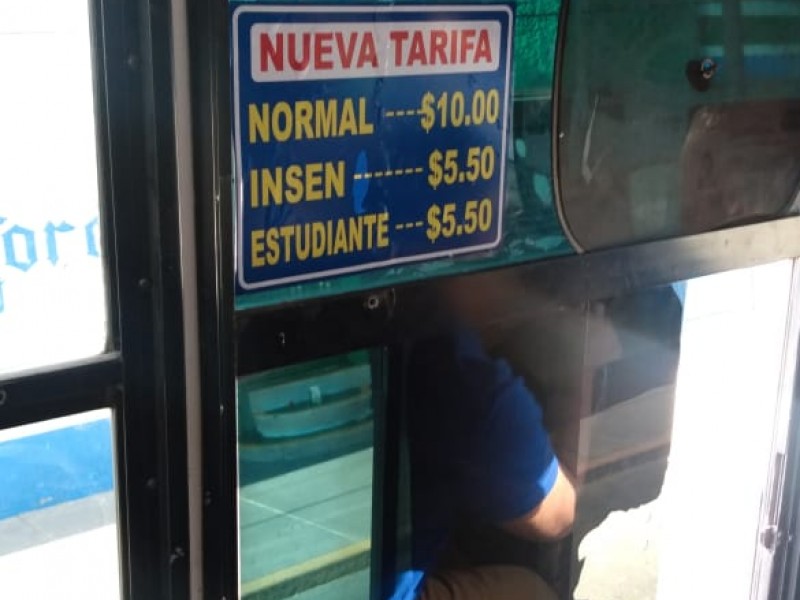 NUEVA TARIFA
NORMAL ----$10.00
INSEN -------$5.50
ESTUDIANTE ---$5.50